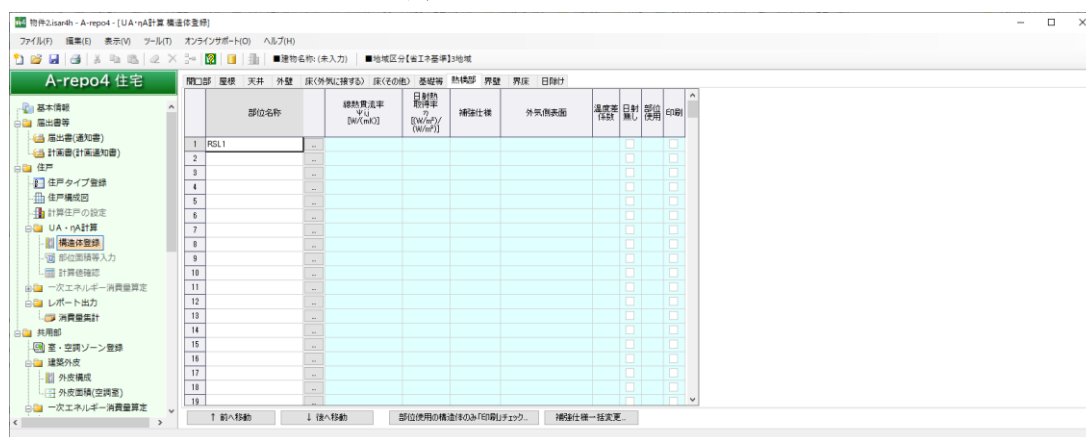 物件2.isar4h - A-repo4 - [UA・ηA計算 構造体登録]
ファイル(F) 編集(E) 表示(V) ツール(T) オンラインサポート(O) ヘルプ(H)
■建物名称:(未入力) ■地域区分【省エネ基準】3地域
A-repo4 住宅
基本情報
届出書等
届出書(通知書)
計画書(計画通知書)
住戸
住戸タイプ登録
住戸構成図
計算住戸の設定
UA・ηA計算
構造体登録
部位面積等入力
計算値確認
一次エネルギー消費量算定
レポート出力
消費量集計
共用部
室・空調ゾーン登録
建築外皮
外皮構成
外皮面積(空調室)
一次エネルギー消費量算定
開口部 屋根 天井 外壁 床(外気に接する) 床(その他) 基礎等 熱橋部 界壁 界床 日除け
部位名称
線熱貫流率
Ψij
[W/(mK)]
日射熱
取得率
η
[(W/m²)/
(W/m²)]
補強仕様
外気側表面
温度差
係数
日射
無し
部位
使用
印刷
1 RSL1 ..
2 ..
3 ..
4 ..
5 ..
6 ..
7 ..
8 ..
9 ..
10 ..
11 ..
12 ..
13 ..
14 ..
15 ..
16 ..
17 ..
18 ..
19
↑ 前へ移動 ↓ 後へ移動 部位使用の構造体のみ「印刷」チェック... 補強仕様一括変更...